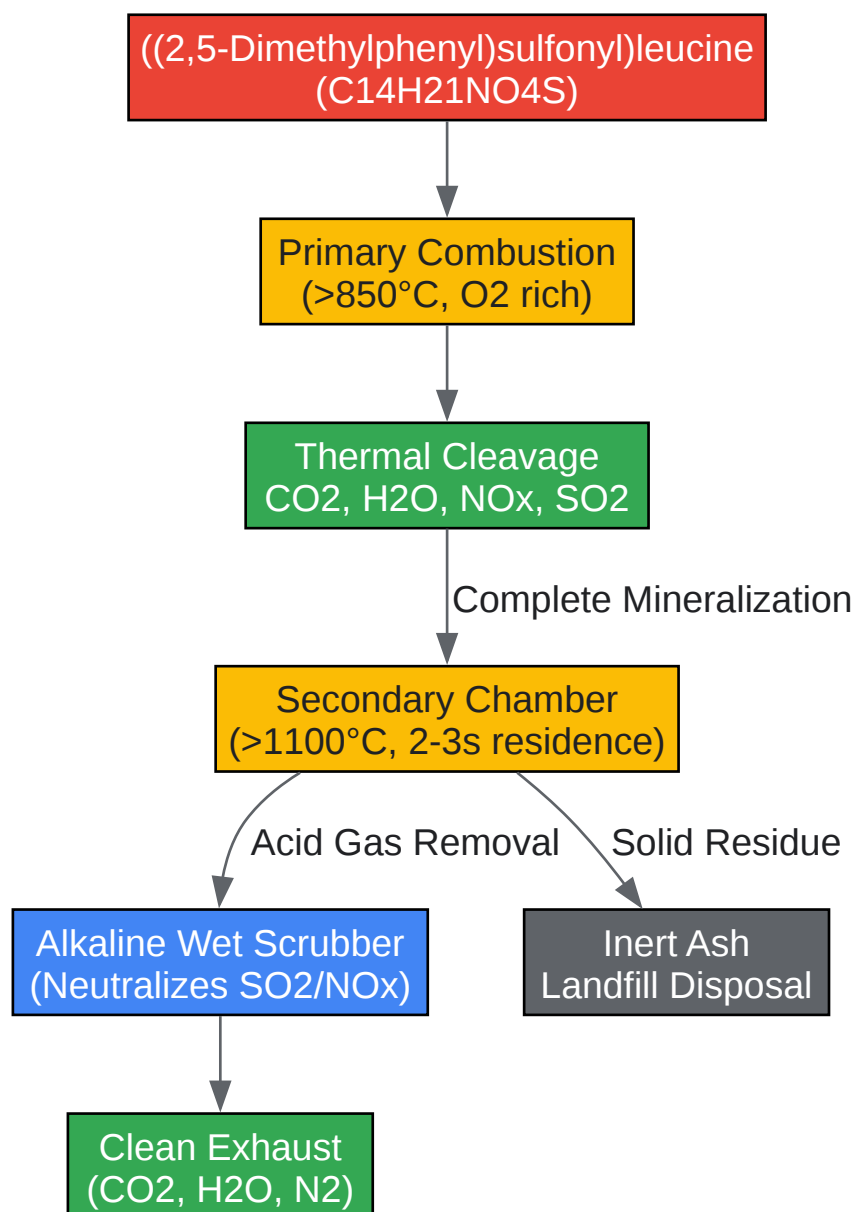 ((2,5-Dimethylphenyl)sulfonyl)leucine
(C14H21NO4S)
Primary Combustion
(>850°C, O2 rich)
Thermal Cleavage
CO2, H2O, NOx, SO2
Complete Mineralization
Secondary Chamber
(>1100°C, 2-3s residence)
Acid Gas Removal
Solid Residue
Alkaline Wet Scrubber
(Neutralizes SO2/NOx)
Inert Ash
Landfill Disposal
Clean Exhaust
(CO2, H2O, N2)